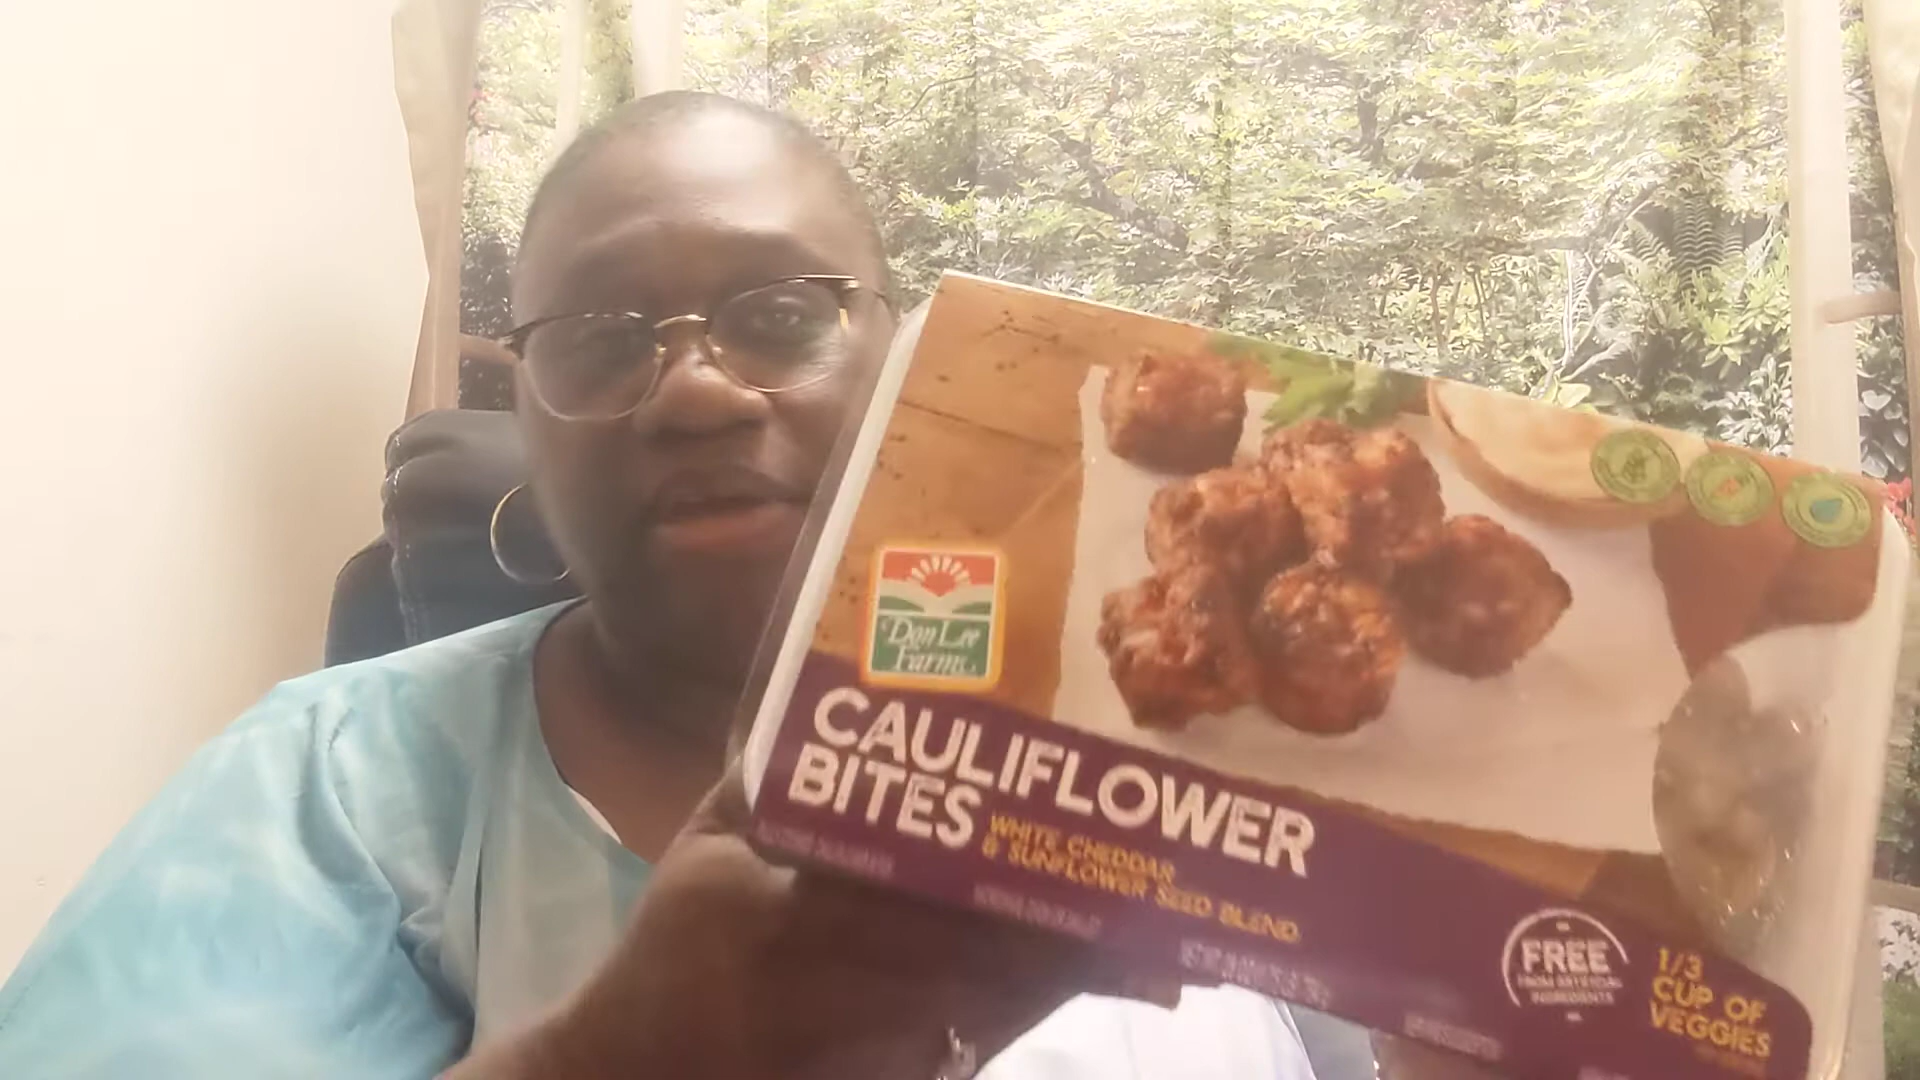 Don Lee
Farms
CAULIFLOWER
BITES
WHITE CHEDDAR
& SUNFLOWER SEED BLEND
FREE
FROM ARTIFICIAL
INGREDIENTS
1/3
CUP OF
VEGGIES